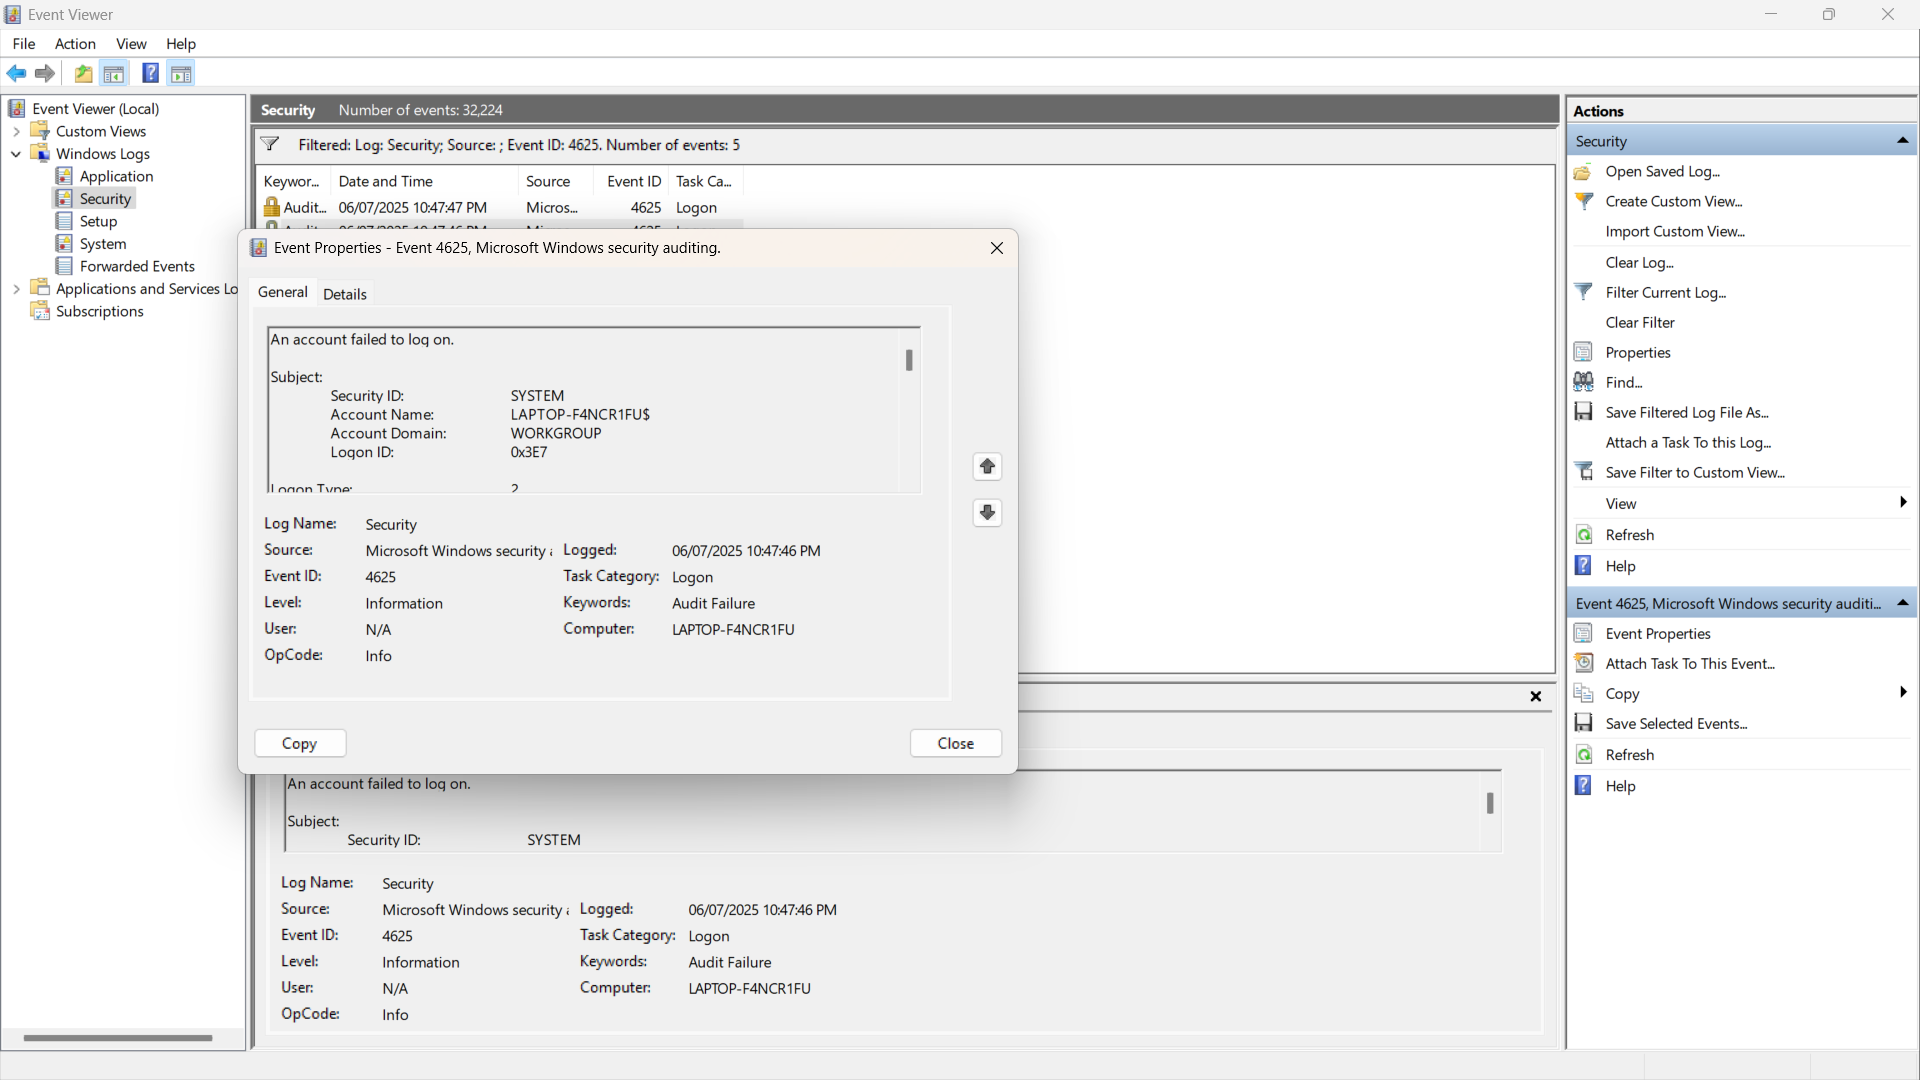 Event Viewer
File Action View Help
Event Viewer (Local)
Custom Views
Windows Logs
Application
Security
Setup
System
Forwarded Events
Applications and Services Lo
Subscriptions
Security Number of events: 32,224
Filtered: Log: Security; Source: ; Event ID: 4625. Number of events: 5
Keywor... Date and Time Source Event ID Task Ca...
Audit... 06/07/2025 10:47:47 PM Micros... 4625 Logon
Event Properties - Event 4625, Microsoft Windows security auditing.
General Details
An account failed to log on.
Subject:
Security ID: SYSTEM
Account Name: LAPTOP-F4NCR1FU$
Account Domain: WORKGROUP
Logon ID: 0x3E7
Logon Type: 2
Log Name: Security
Source: Microsoft Windows security Logged: 06/07/2025 10:47:46 PM
Event ID: 4625 Task Category: Logon
Level: Information Keywords: Audit Failure
User: N/A Computer: LAPTOP-F4NCR1FU
OpCode: Info
Copy Close
An account failed to log on.
Subject:
Security ID: SYSTEM
Log Name: Security
Source: Microsoft Windows security Logged: 06/07/2025 10:47:46 PM
Event ID: 4625 Task Category: Logon
Level: Information Keywords: Audit Failure
User: N/A Computer: LAPTOP-F4NCR1FU
OpCode: Info
Actions
Security
Open Saved Log...
Create Custom View...
Import Custom View...
Clear Log...
Filter Current Log...
Clear Filter
Properties
Find...
Save Filtered Log File As...
Attach a Task To this Log...
Save Filter to Custom View...
View
Refresh
Help
Event 4625, Microsoft Windows security auditi...
Event Properties
Attach Task To This Event...
Copy
Save Selected Events...
Refresh
Help